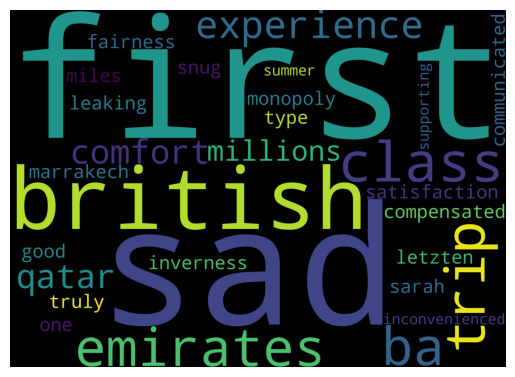 first
experience
fairness
miles
snug
summer
leaking
monopoly
type
supporting
communicated
comfort
millions
class
marrakech
satisfaction
british
compensated
sad
trip
good
inverness
letzten
qatar
sarah
truly
one
inconvenienced
emirates
ba